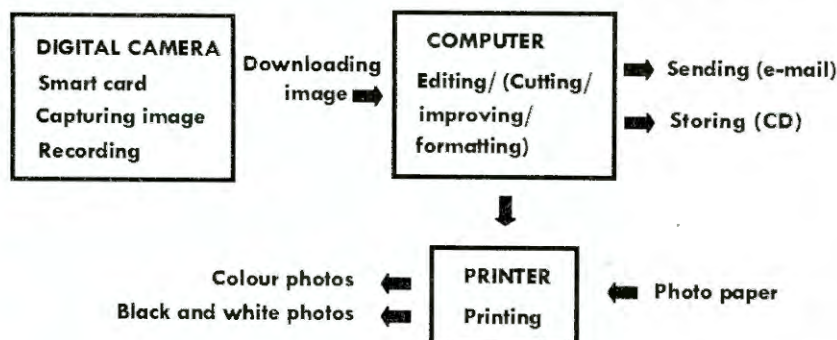 DIGITAL CAMERA
Smart card
Capturing image
Recording
Downloading
image
COMPUTER
Editing/ (Cutting/
improving/
formatting)
Sending (e-mail)
Storing (CD)
Colour photos
Black and white photos
PRINTER
Printing
Photo paper